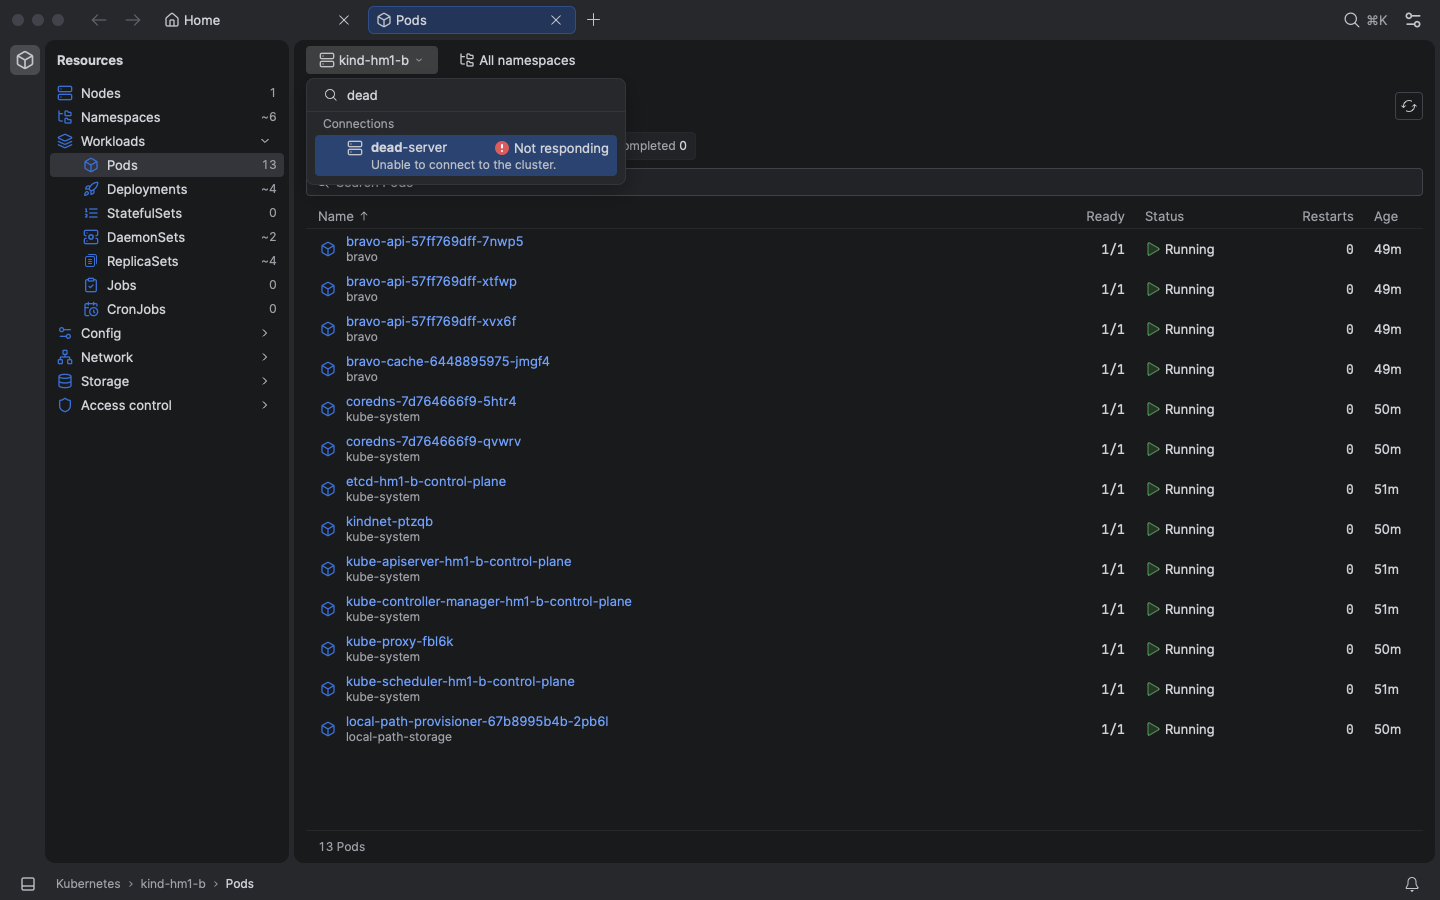 Home
Pods
⌘K
Resources
Nodes 1
Namespaces ~6
Workloads
Pods 13
Deployments ~4
StatefulSets 0
DaemonSets ~2
ReplicaSets ~4
Jobs 0
CronJobs 0
Config
Network
Storage
Access control
kind-hm1-b
All namespaces
dead
Connections
dead-server Not responding
Unable to connect to the cluster.
ompleted 0
Name ↑ Ready Status Restarts Age
bravo-api-57ff769dff-7nwp5 1/1 Running 0 49m
bravo
bravo-api-57ff769dff-xtfwp 1/1 Running 0 49m
bravo
bravo-api-57ff769dff-xvx6f 1/1 Running 0 49m
bravo
bravo-cache-6448895975-jmgf4 1/1 Running 0 49m
bravo
coredns-7d764666f9-5htr4 1/1 Running 0 50m
kube-system
coredns-7d764666f9-qvwrv 1/1 Running 0 50m
kube-system
etcd-hm1-b-control-plane 1/1 Running 0 51m
kube-system
kindnet-ptzqb 1/1 Running 0 50m
kube-system
kube-apiserver-hm1-b-control-plane 1/1 Running 0 51m
kube-system
kube-controller-manager-hm1-b-control-plane 1/1 Running 0 51m
kube-system
kube-proxy-fbl6k 1/1 Running 0 50m
kube-system
kube-scheduler-hm1-b-control-plane 1/1 Running 0 51m
kube-system
local-path-provisioner-67b8995b4b-2pb6l 1/1 Running 0 50m
local-path-storage
13 Pods
Kubernetes › kind-hm1-b › Pods